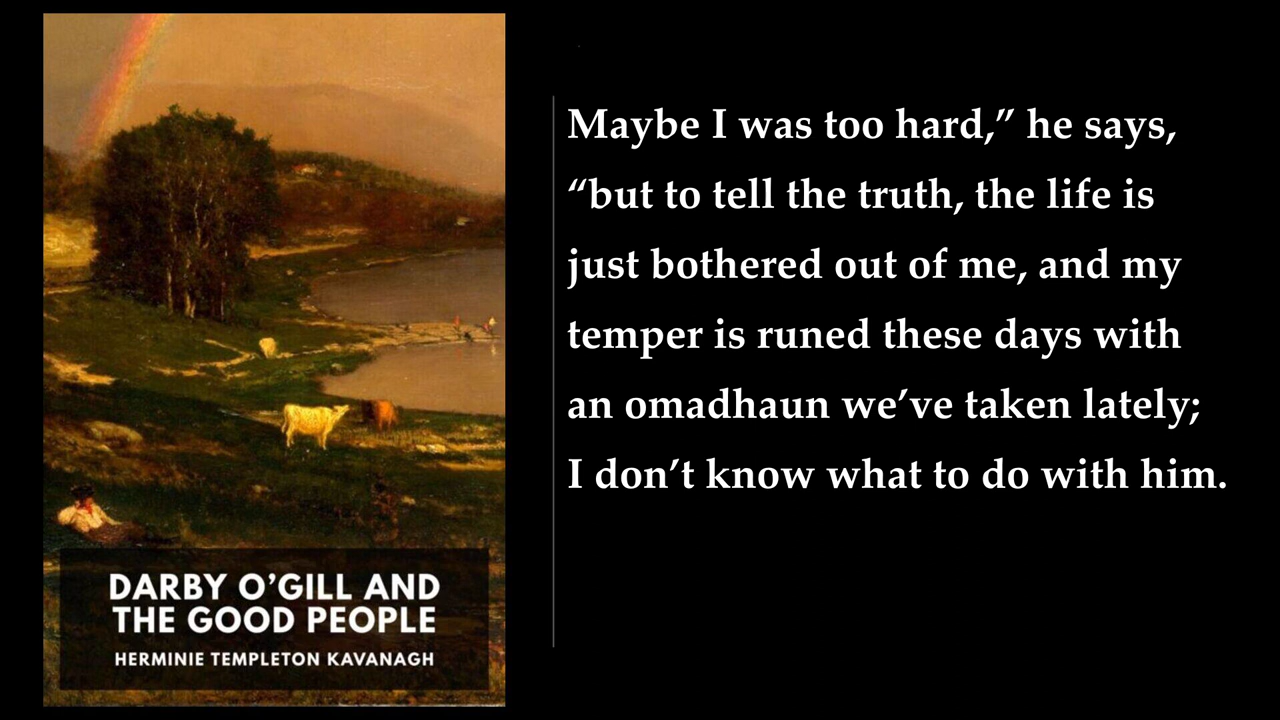 Maybe I was too hard,” he says,
“but to tell the truth, the life is
just bothered out of me, and my
temper is runed these days with
an omadhaun we’ve taken lately;
I don’t know what to do with him.
DARBY O’GILL AND
THE GOOD PEOPLE
HERMINIE TEMPLETON KAVANAGH